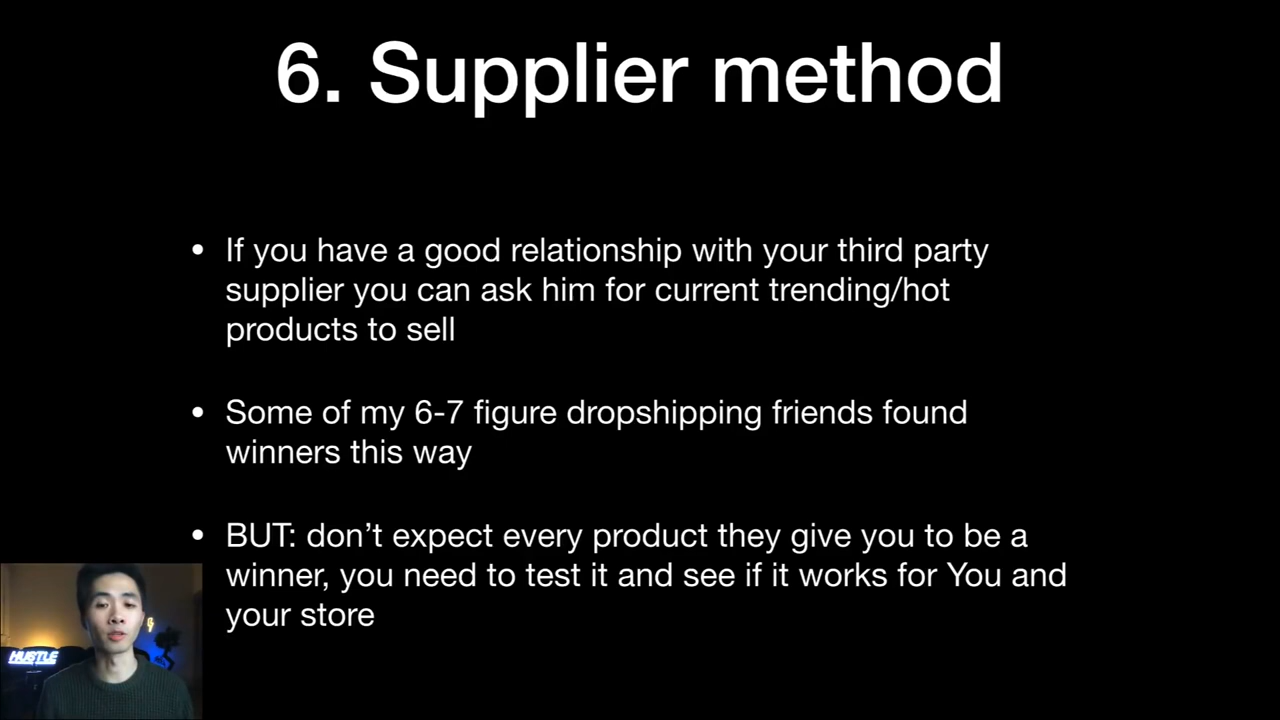 6. Supplier method
• If you have a good relationship with your third party
supplier you can ask him for current trending/hot
products to sell
• Some of my 6-7 figure dropshipping friends found
winners this way
• BUT: don’t expect every product they give you to be a
winner, you need to test it and see if it works for You and
your store
HUSTLE